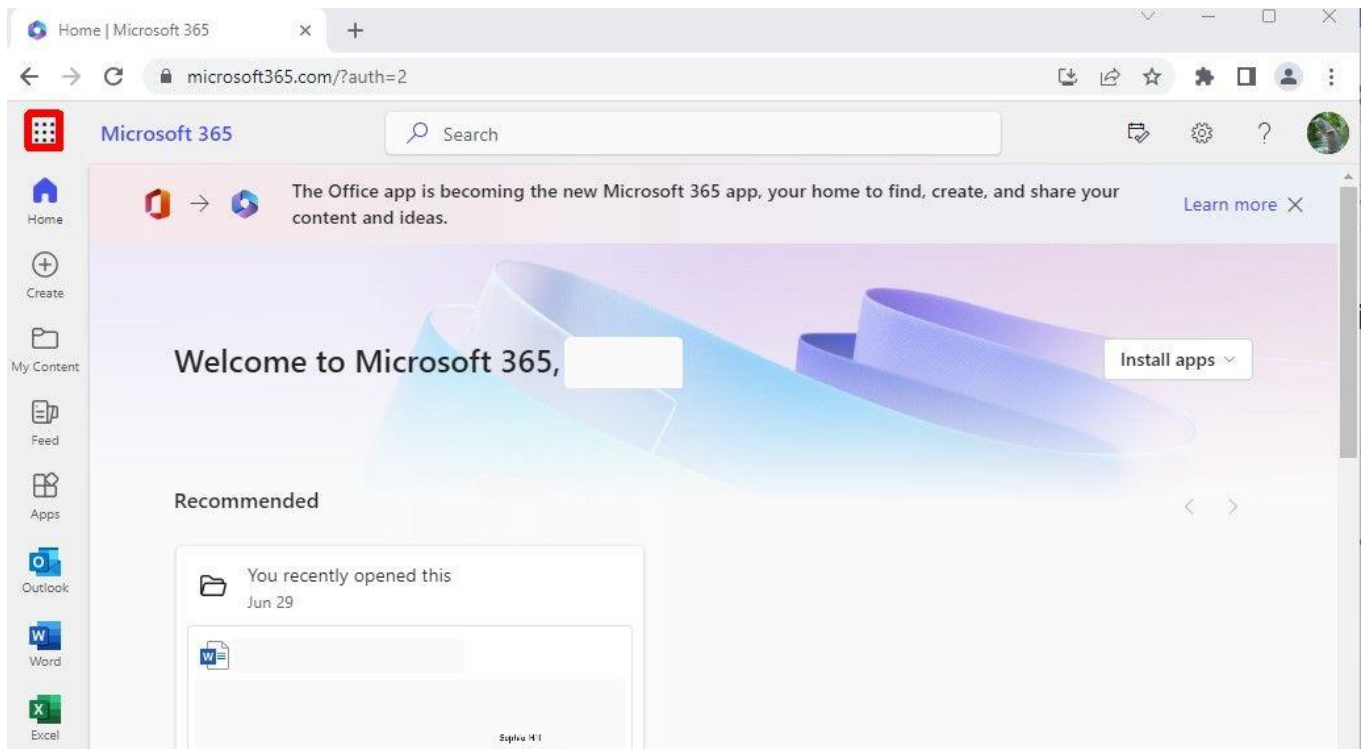 Home | Microsoft 365
microsoft365.com/?auth=2
Microsoft 365
Search
Home
Create
My Content
Feed
Apps
Outlook
Word
Excel
The Office app is becoming the new Microsoft 365 app, your home to find, create, and share your
content and ideas.
Learn more
Welcome to Microsoft 365,
Install apps
Recommended
You recently opened this
Jun 29
Sophie Hill